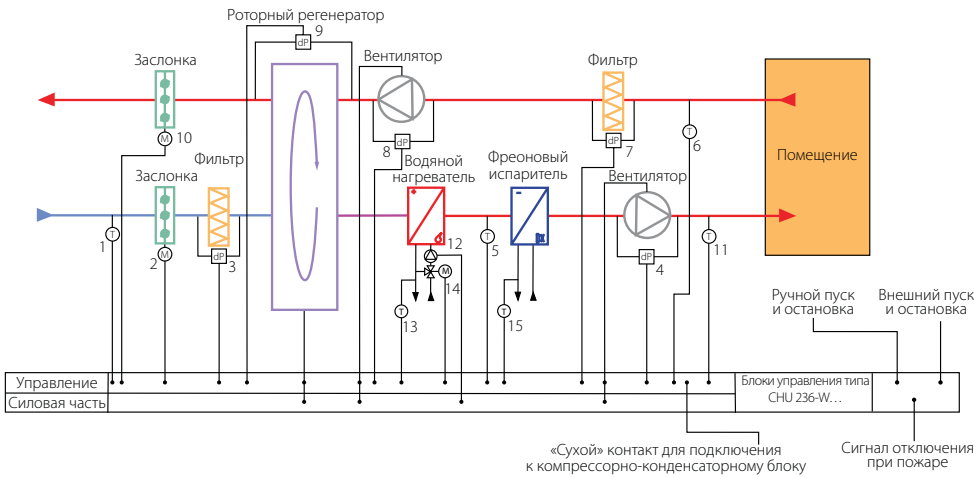 Роторный регенератор
9
dP
Заслонка
Вентилятор
Фильтр
M
10
dP
8
dP
7
T
6
Помещение
Фильтр
Заслонка
Водяной
нагреватель
Фреоновый
испаритель
Вентилятор
T
1
M
2
dP
3
12
M
14
T
13
T
5
T
15
dP
4
T
11
Ручной пуск
и остановка
Внешний пуск
и остановка
Управление
Силовая часть
Блоки управления типа
CHU 236-W...
«Сухой» контакт для подключения
к компрессорно-конденсаторному блоку
Сигнал отключения
при пожаре